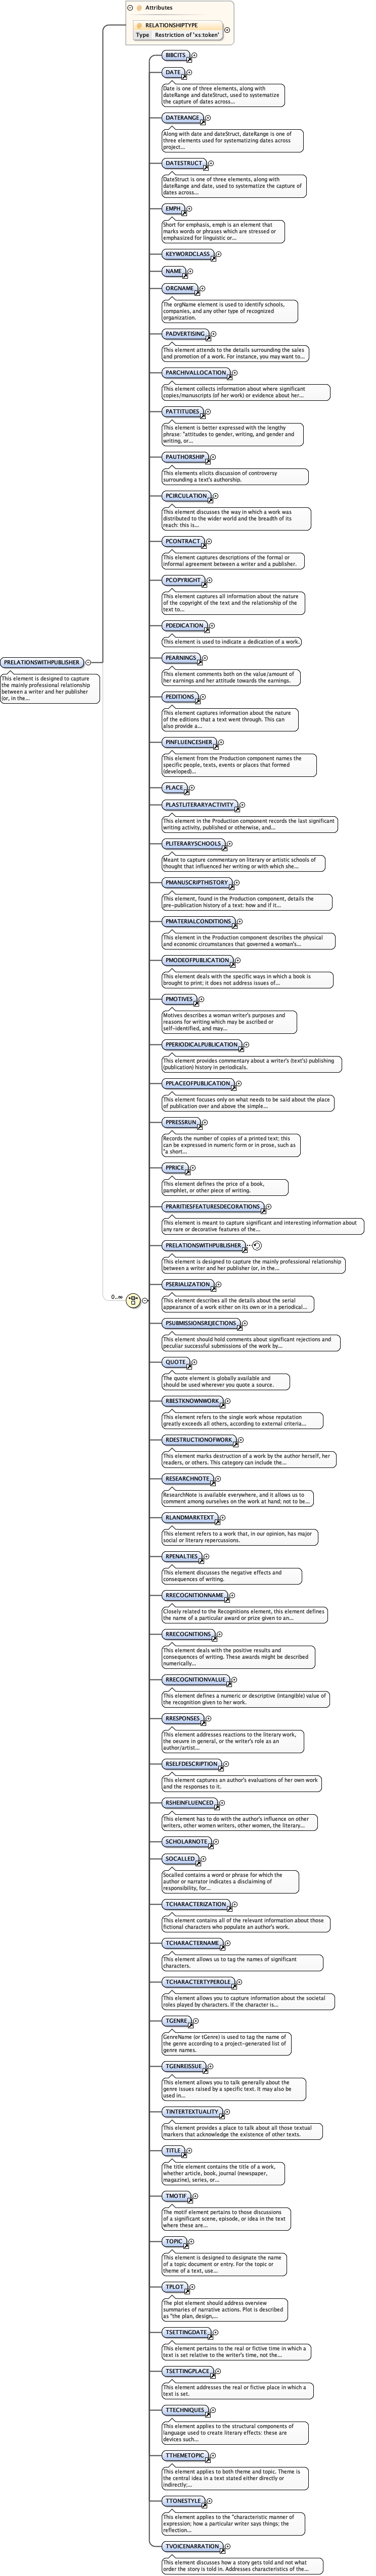 Attributes
RELATIONSHIPTYPE
Type Restriction of 'xs:token'
BIBCITS
DATE
Date is one of three elements, along with
dateRange and dateStruct, used to systematize
the capture of dates across...
DATERANGE
Along with date and dateStruct, dateRange is one of
three elements used for systematizing dates across
project...
DATESTRUCT
DateStruct is one of three elements, along with
dateRange and date, used to systematize the capture of
dates across...
EMPH
Short for emphasis, emph is an element that
marks words or phrases which are stressed or
emphasized for linguistic or...
KEYWORDCLASS
NAME
ORGNAME
The orgName element is used to identify schools,
companies, and any other type of recognized
organization.
PADVERTISING
This element attends to the details surrounding the sales
and promotion of a work. For instance, you may want to...
PARCHIVALLOCATION
This element collects information about where significant
copies/manuscripts (of her work) or evidence about her...
PATTITUDES
This element is better expressed with the lengthy
phrase: "attitudes to gender, writing, and gender and
writing, or...
PAUTHORSHIP
This elements elicits discussion of controversy
surrounding a text's authorship.
PCIRCULATION
This element discusses the way in which a work was
distributed to the wider world and the breadth of its
reach: this is...
PCONTRACT
This element captures descriptions of the formal or
informal agreement between a writer and a publisher.
PCOPYRIGHT
This element captures all information about the nature
of the copyright of the text and the relationship of the
text to...
PDEDICATION
This element is used to indicate a dedication of a work.
PEARNINGS
This element comments both on the value/amount of
her earnings and her attitude towards the earnings.
PRELATIONSWITHPUBLISHER
This element is designed to capture
the mainly professional relationship
between a writer and her publisher
(or, in the...
PEDITIONS
This element captures information about the nature
of the editions that a text went through. This can
also provide a...
PINFLUENCESHER
This element from the Production component names the
specific people, texts, events or places that formed
(developed)...
PLACE
PLASTLITERARYACTIVITY
This element in the Production component records the last significant
writing activity, published or otherwise, and...
PLITERARYSCHOOLS
Meant to capture commentary on literary or artistic schools of
thought that influenced her writing or with which she...
PMANUSCRIPTHISTORY
This element, found in the Production component, details the
pre-publication history of a text: how and if it...
PMATERIALCONDITIONS
This element in the Production component describes the physical
and economic circumstances that governed a woman's...
PMODEOFPUBLICATION
This element deals with the specific ways in which a book is
brought to print; it does not address issues of...
PMOTIVES
Motives describes a woman writer's purposes and
reasons for writing which may be ascribed or
self-identified, and may...
PPERIODICALPUBLICATION
This element provides commentary about a writer's (text's) publishing
(publication) history in periodicals.
PPLACEOFPUBLICATION
This element focuses only on what needs to be said about the place
of publication over and above the simple...
PPRESSRUN
Records the number of copies of a printed text; this
can be expressed in numeric form or in prose, such as
"a short...
PPRICE
This element defines the price of a book,
pamphlet, or other piece of writing.
PRARITIESFEATURESDECORATIONS
This element is meant to capture significant and interesting information about
any rare or decorative features of the...
PRELATIONSWITHPUBLISHER
This element is designed to capture the mainly professional relationship
between a writer and her publisher (or, in the...
PSERIALIZATION
0..∞
This element describes all the details about the serial
appearance of a work either on its own or in a periodical...
PSUBMISSIONSREJECTIONS
This element should hold comments about significant rejections and
peculiar successful submissions of the work by...
QUOTE
The quote element is globally available and
should be used wherever you quote a source.
RBESTKNOWNWORK
This element refers to the single work whose reputation
greatly exceeds all others, according to external criteria...
RDESTRUCTIONOFWORK
This element marks destruction of a work by the author herself, her
readers, or others. This category can include the...
RESEARCHNOTE
ResearchNote is available everywhere, and it allows us to
comment among ourselves on the work at hand; not to be...
RLANDMARKTEXT
This element refers to a work that, in our opinion, has major
social or literary repercussions.
RPENALTIES
This element discusses the negative effects and
consequences of writing.
RRECOGNITIONNAME
Closely related to the Recognitions element, this element defines
the name of a particular award or prize given to an...
RRECOGNITIONS
This element deals with the positive results and
consequences of writing. These awards might be described
numerically...
RRECOGNITIONVALUE
This element defines a numeric or descriptive (intangible) value of
the recognition given to her work.
RRESPONSES
This element addresses reactions to the literary work,
the oeuvre in general, or the writer's role as an
author/artist...
RSELFDESCRIPTION
This element captures an author's evaluations of her own work
and the responses to it.
RSHEINFLUENCED
This element has to do with the author's influence on other
writers, other women writers, other women, the literary...
SCHOLARNOTE
SOCALLED
Socalled contains a word or phrase for which the
author or narrator indicates a disclaiming of
responsibility, for...
TCHARACTERIZATION
This element contains all of the relevant information about those
fictional characters who populate an author's work.
TCHARACTERNAME
This element allows us to tag the names of significant
characters.
TCHARACTERTYPEROLE
This element allows you to capture information about the societal
roles played by characters. If the character is...
TGENRE
GenreName (or tGenre) is used to tag the name of
the genre according to a project-generated list of
genre names.
TGENREISSUE
This element allows you to talk generally about the
genre issues raised by a specific text. It may also be
used in...
TINTERTEXTUALITY
This element provides a place to talk about all those textual
markers that acknowledge the existence of other texts.
TITLE
The title element contains the title of a work,
whether article, book, journal (newspaper,
magazine), series, or...
TMOTIF
The motif element pertains to those discussions
of a significant scene, episode, or idea in the text
where these are...
TOPIC
This element is designed to designate the name
of a topic document or entry. For the topic or
theme of a text, use...
TPLOT
The plot element should address overview
summaries of narrative actions. Plot is described
as "the plan, design,...
TSETTINGDATE
This element pertains to the real or fictive time in which a
text is set relative to the writer's time, not the...
TSETTINGPLACE
This element addresses the real or fictive place in which a
text is set.
TTECHNIQUES
This element applies to the structural components of
language used to create literary effects: these are
devices such...
TTHEMETOPIC
This element applies to both theme and topic. Theme is
the central idea in a text stated either directly or
indirectly;...
TTONESTYLE
This element applies to the "characteristic manner of
expression; how a particular writer says things; the
reflection...
TVOICENARRATION
This element discusses how a story gets told and not what
order the story is told in. Addresses characteristics of the...